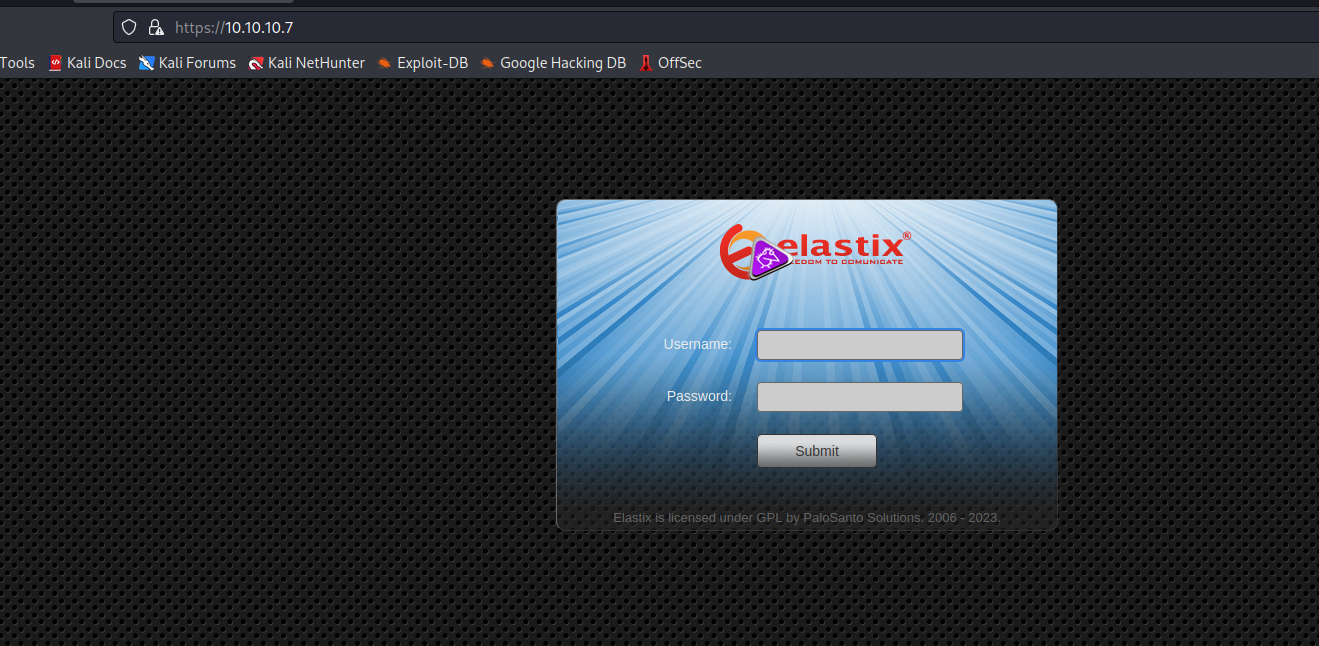 https://10.10.10.7
Tools Kali Docs Kali Forums Kali NetHunter Exploit-DB Google Hacking DB OffSec
elastix®
EEDOM TO COMUNICATE
Username:
Password:
Submit
Elastix is licensed under GPL by PaloSanto Solutions. 2006 - 2023.